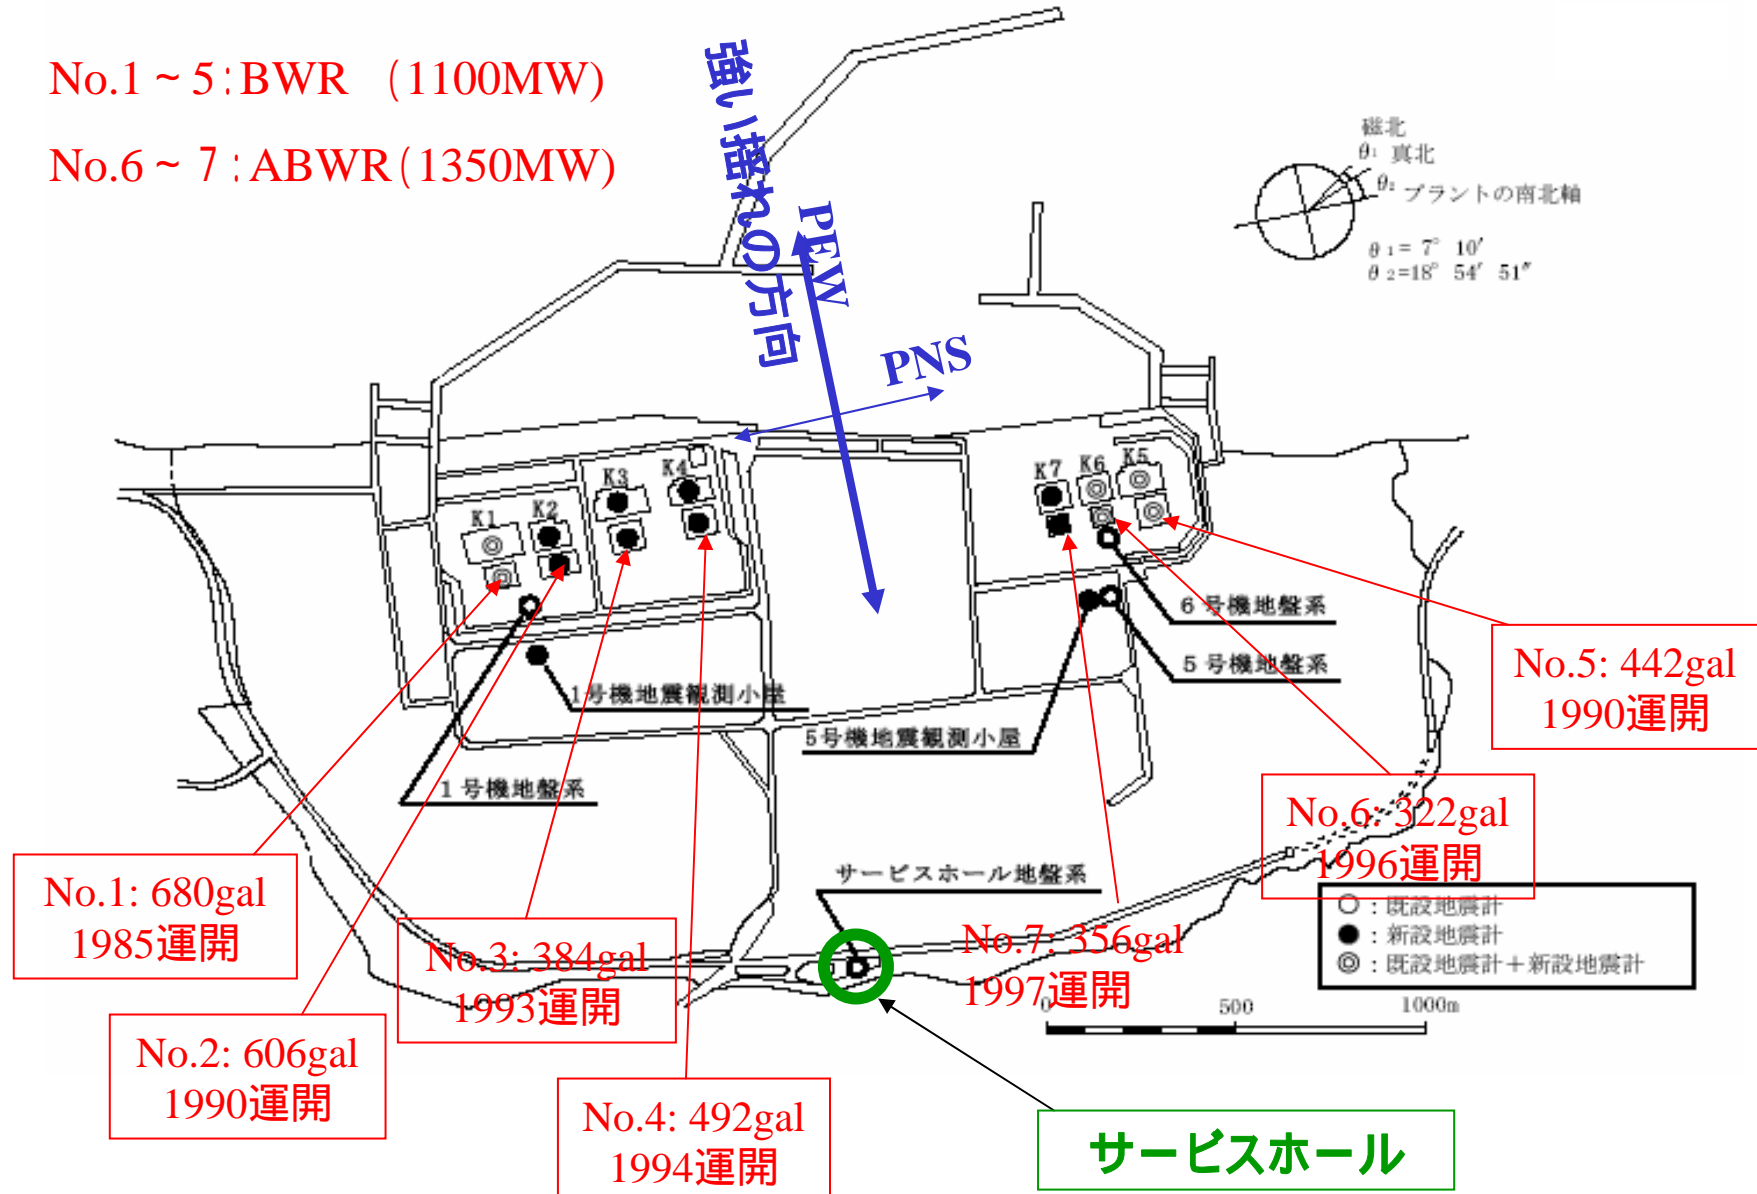 No.1～5:BWR (1100MW)
No.6～7:ABWR(1350MW)
強い揺れの方向
PEW
PNS
磁北
θ1 真北
θ2 プラントの南北軸
θ1= 7° 10′
θ2=18° 54′ 51″
K1
K2
K3
K4
K7
K6
K5
6号機地盤系
5号機地盤系
1号機地震観測小屋
5号機地震観測小屋
1号機地盤系
サービスホール地盤系
No.5: 442gal
1990運開
No.6: 322gal
1996運開
No.1: 680gal
1985運開
No.3: 384gal
1993運開
No.7: 356gal
1997運開
No.2: 606gal
1990運開
No.4: 492gal
1994運開
○:既設地震計
●:新設地震計
◎:既設地震計+新設地震計
0 500 1000m
サービスホール